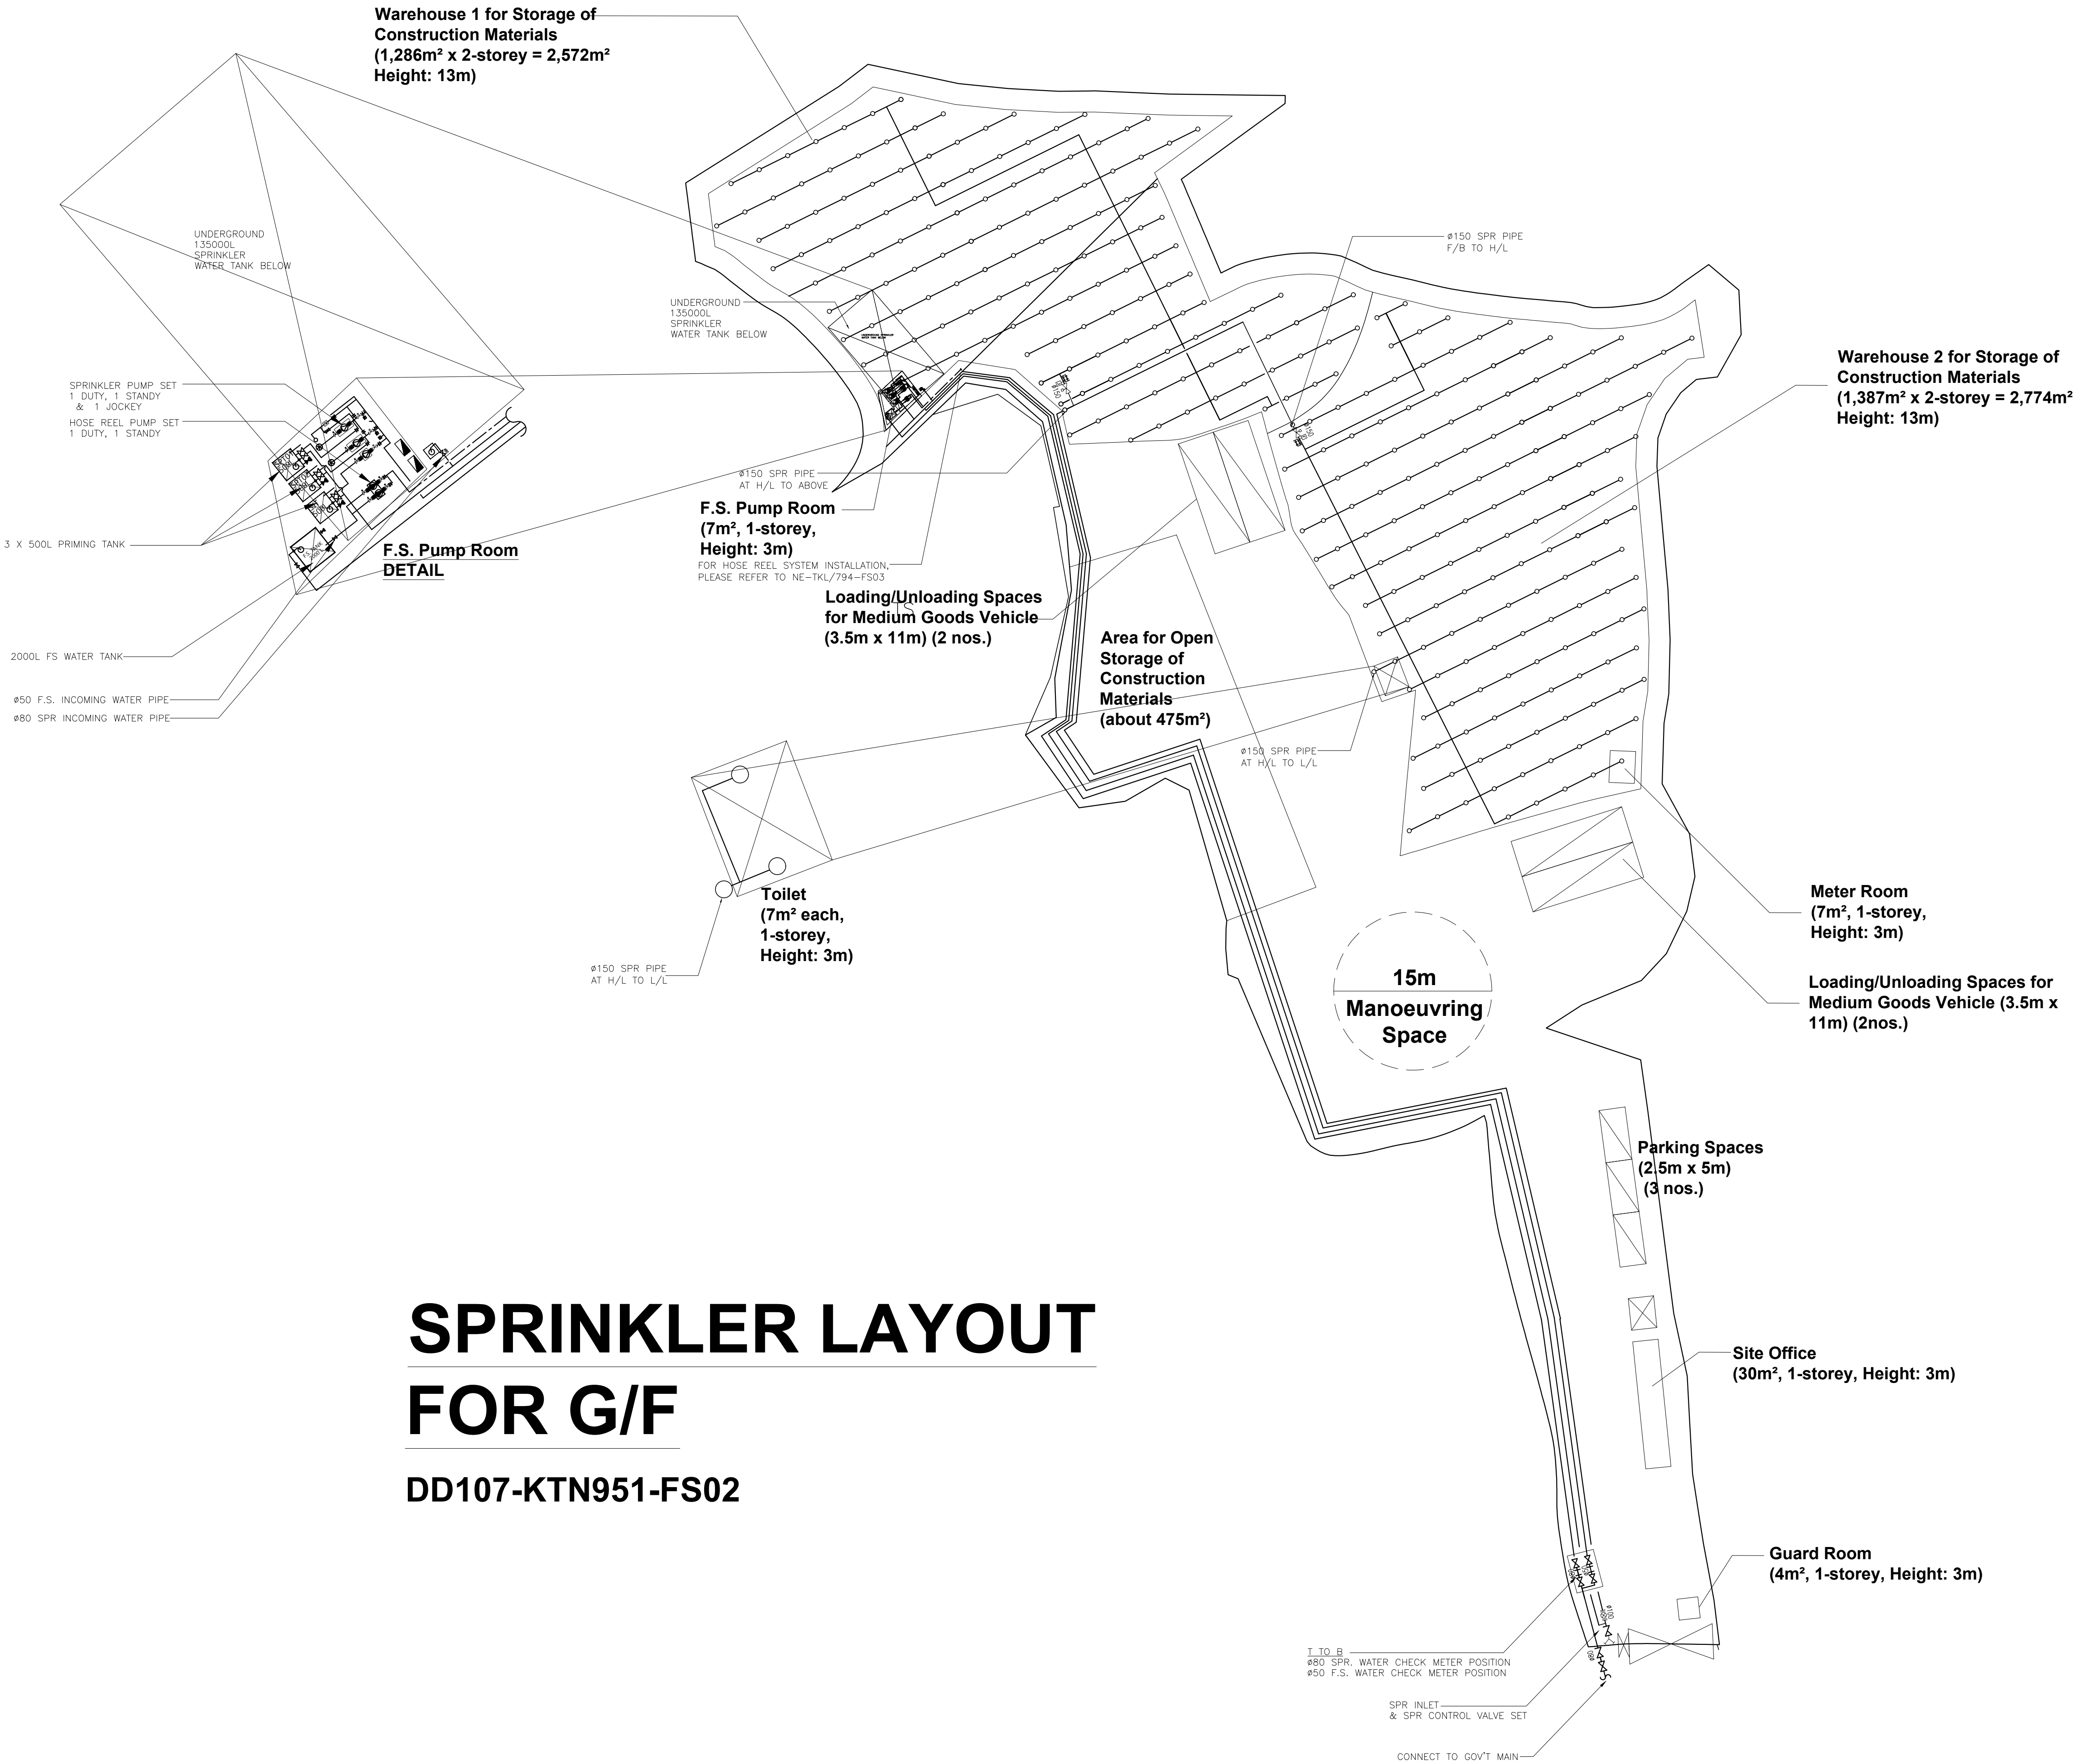 Warehouse 1 for Storage of
Construction Materials
(1,286m² x 2-storey = 2,572m²
Height: 13m)
UNDERGROUND
135000L
SPRINKLER
WATER TANK BELOW
ø150 SPR PIPE
F/B TO H/L
UNDERGROUND
135000L
SPRINKLER
WATER TANK BELOW
Warehouse 2 for Storage of
Construction Materials
(1,387m² x 2-storey = 2,774m²
Height: 13m)
SPRINKLER PUMP SET
1 DUTY, 1 STANDY
& 1 JOCKEY
HOSE REEL PUMP SET
1 DUTY, 1 STANDY
ø150 SPR PIPE
AT H/L TO ABOVE
F.S. Pump Room
(7m², 1-storey,
Height: 3m)
FOR HOSE REEL SYSTEM INSTALLATION,
PLEASE REFER TO NE-TKL/794-FS03
3 X 500L PRIMING TANK
F.S. Pump Room
DETAIL
TS
Loading/Unloading Spaces
for Medium Goods Vehicle
(3.5m x 11m) (2 nos.)
Area for Open
Storage of
Construction
Materials
(about 475m²)
2000L FS WATER TANK
ø50 F.S. INCOMING WATER PIPE
ø80 SPR INCOMING WATER PIPE
ø150 SPR PIPE
AT H/L TO L/L
Toilet
(7m² each,
1-storey,
Height: 3m)
ø150 SPR PIPE
AT H/L TO L/L
Meter Room
(7m², 1-storey,
Height: 3m)
15m
Manoeuvring
Space
Loading/Unloading Spaces for
Medium Goods Vehicle (3.5m x
11m) (2nos.)
Parking Spaces
(2.5m x 5m)
(3 nos.)
SPRINKLER LAYOUT
FOR G/F
DD107-KTN951-FS02
Site Office
(30m², 1-storey, Height: 3m)
Guard Room
(4m², 1-storey, Height: 3m)
T TO B
ø80 SPR. WATER CHECK METER POSITION
ø50 F.S. WATER CHECK METER POSITION
ø100
ø80
SPR INLET
& SPR CONTROL VALVE SET
CONNECT TO GOV'T MAIN